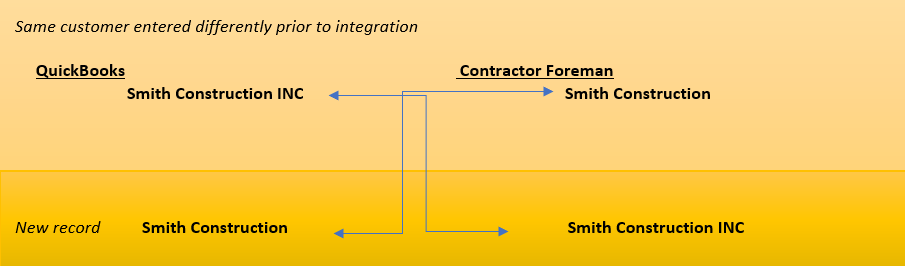 Same customer entered differently prior to integration
QuickBooks Contractor Foreman
Smith Construction INC Smith Construction
New record Smith Construction Smith Construction INC